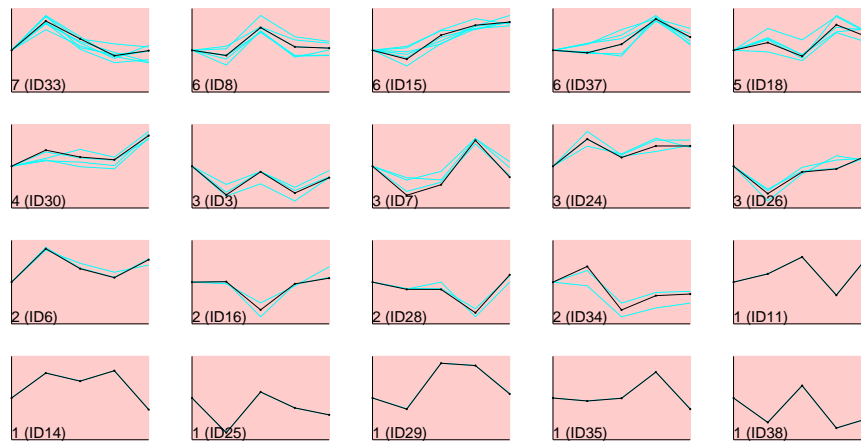 7 (ID33)
6 (ID8)
6 (ID15)
6 (ID37)
5 (ID18)
4 (ID30)
3 (ID3)
3 (ID7)
3 (ID24)
3 (ID26)
2 (ID6)
2 (ID16)
2 (ID28)
2 (ID34)
1 (ID11)
1 (ID14)
1 (ID25)
1 (ID29)
1 (ID35)
1 (ID38)